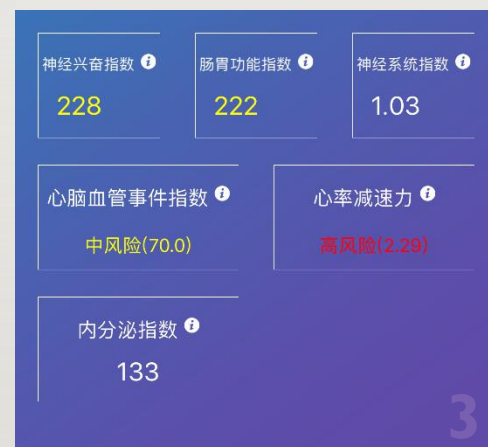 神经兴奋指数 肠胃功能指数 神经系统指数
228 222 1.03
心脑血管事件指数 心率减速力
中风险(70.0) 高风险(2.29)
内分泌指数
133
3